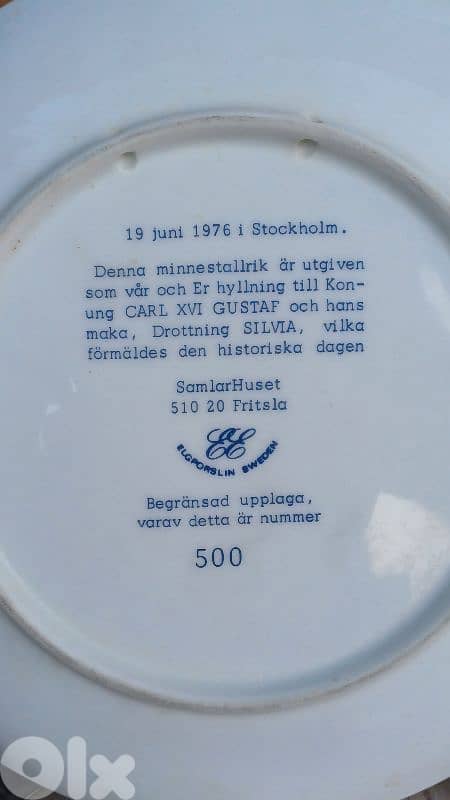 19 juni 1976 i Stockholm.
Denna minnestallrik är utgiven
som vår och Er hyllning till Kon-
ung CARL XVI GUSTAF och hans
maka, Drottning SILVIA, vilka
förmäldes den historiska dagen
SamlarHuset
510 20 Fritsla
EE
ELGPORSLIN SWEDEN
Begränsad upplaga,
varav detta är nummer
500
olx